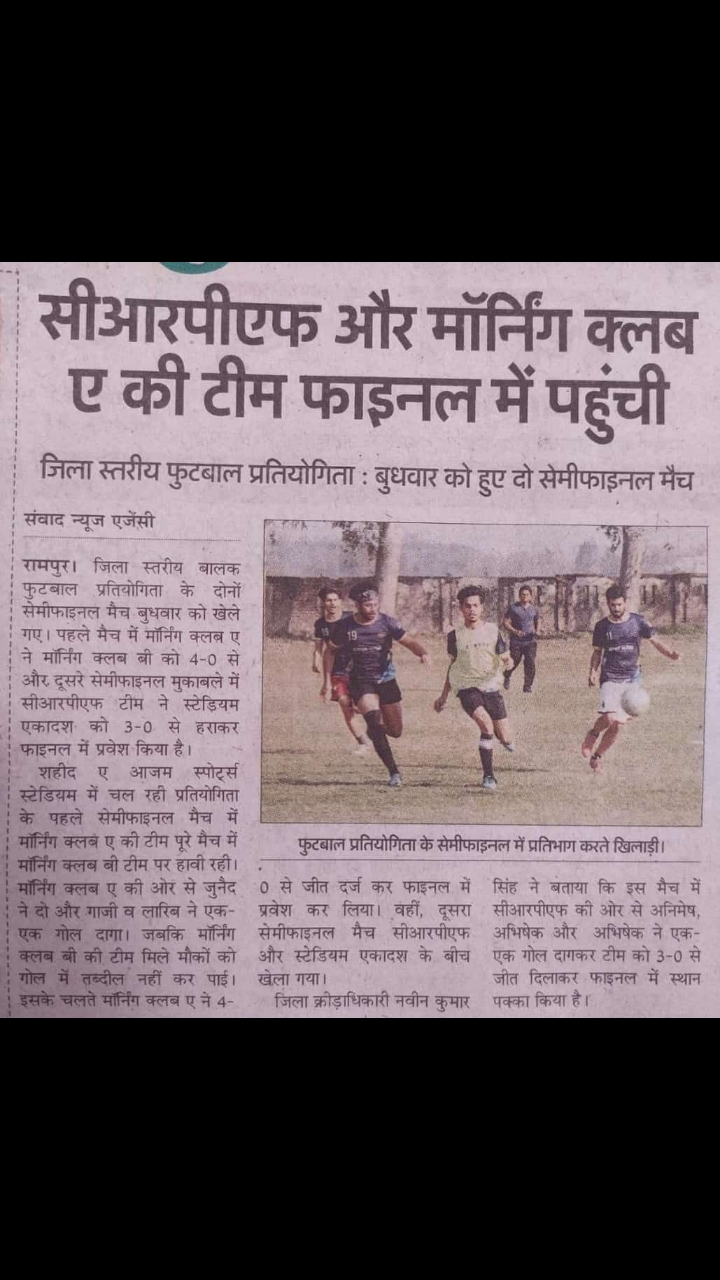 सीआरपीएफ और मॉर्निंग क्लब
ए की टीम फाइनल में पहुंची
जिला स्तरीय फुटबाल प्रतियोगिता : बुधवार को हुए दो सेमीफाइनल मैच
संवाद न्यूज एजेंसी
रामपुर। जिला स्तरीय बालक
फुटबाल प्रतियोगिता के दोनों
सेमीफाइनल मैच बुधवार को खेले
गए। पहले मैच में मॉर्निंग क्लब ए
ने मॉर्निंग क्लब बी को 4-0 से
और दूसरे सेमीफाइनल मुकाबले में
सीआरपीएफ टीम ने स्टेडियम
एकादश को 3-0 से हराकर
फाइनल में प्रवेश किया है।
शहीद ए आजम स्पोर्ट्स
स्टेडियम में चल रही प्रतियोगिता
के पहले सेमीफाइनल मैच में
मॉर्निंग क्लब ए की टीम पूरे मैच में
मॉर्निंग क्लब बी टीम पर हावी रही।
मॉर्निंग क्लब ए की ओर से जुनैद
ने दो और गाजी व लारिब ने एक-
एक गोल दागा। जबकि मॉर्निंग
क्लब बी की टीम मिले मौकों को
गोल में तब्दील नहीं कर पाई।
इसके चलते मॉर्निंग क्लब ए ने 4-
19
11
फुटबाल प्रतियोगिता के सेमीफाइनल में प्रतिभाग करते खिलाड़ी।
0 से जीत दर्ज कर फाइनल में
प्रवेश कर लिया। वहीं, दूसरा
सेमीफाइनल मैच सीआरपीएफ
और स्टेडियम एकादश के बीच
खेला गया।
जिला क्रीड़ाधिकारी नवीन कुमार
सिंह ने बताया कि इस मैच में
सीआरपीएफ की ओर से अनिमेष,
अभिषेक और अभिषेक ने एक-
एक गोल दागकर टीम को 3-0 से
जीत दिलाकर फाइनल में स्थान
पक्का किया है।